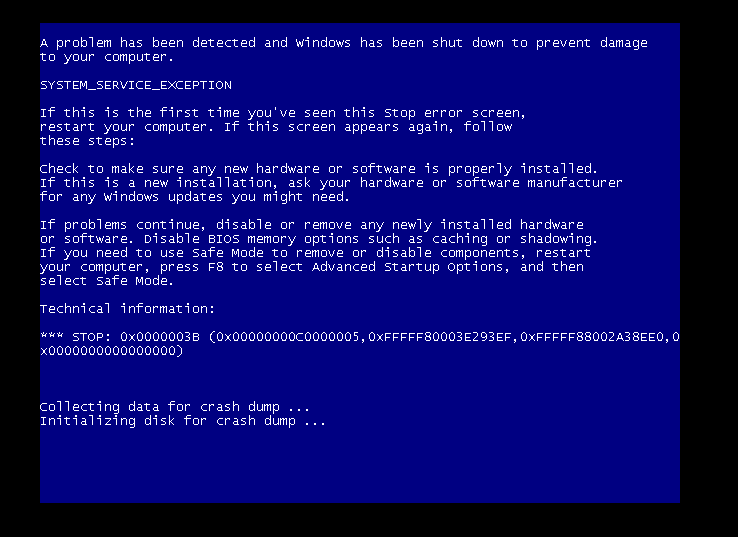 A problem has been detected and Windows has been shut down to prevent damage
to your computer.
SYSTEM_SERVICE_EXCEPTION
If this is the first time you've seen this Stop error screen,
restart your computer. If this screen appears again, follow
these steps:
Check to make sure any new hardware or software is properly installed.
If this is a new installation, ask your hardware or software manufacturer
for any Windows updates you might need.
If problems continue, disable or remove any newly installed hardware
or software. Disable BIOS memory options such as caching or shadowing.
If you need to use Safe Mode to remove or disable components, restart
your computer, press F8 to select Advanced Startup Options, and then
select Safe Mode.
Technical information:
*** STOP: 0x0000003B (0x00000000C0000005,0xFFFFF80003E293EF,0xFFFFF88002A38EE0,0
x0000000000000000)
Collecting data for crash dump ...
Initializing disk for crash dump ...